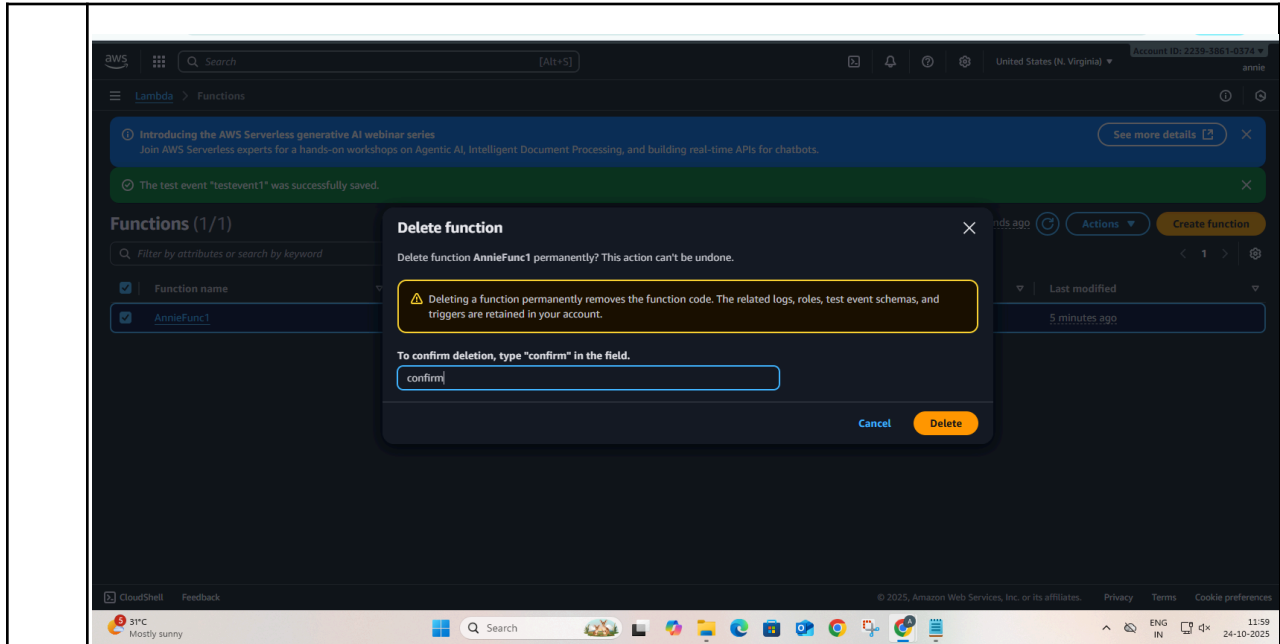 aws
Search [Alt+S]
United States (N. Virginia) ▼
Account ID: 2239-3861-0374 ▼
annie
Lambda > Functions
Introducing the AWS Serverless generative AI webinar series
Join AWS Serverless experts for a hands-on workshops on Agentic AI, Intelligent Document Processing, and building real-time APIs for chatbots.
See more details
The test event "testevent1" was successfully saved.
Functions (1/1)
nds ago
Actions ▼
Create function
Filter by attributes or search by keyword
< 1 >
Function name
Last modified
AnnieFunc1
5 minutes ago
Delete function
Delete function AnnieFunc1 permanently? This action can't be undone.
Deleting a function permanently removes the function code. The related logs, roles, test event schemas, and
triggers are retained in your account.
To confirm deletion, type "confirm" in the field.
confirm
Cancel
Delete
CloudShell Feedback
© 2025, Amazon Web Services, Inc. or its affiliates. Privacy Terms Cookie preferences
5
31°C
Mostly sunny
Search
ENG
IN
11:59
24-10-2025